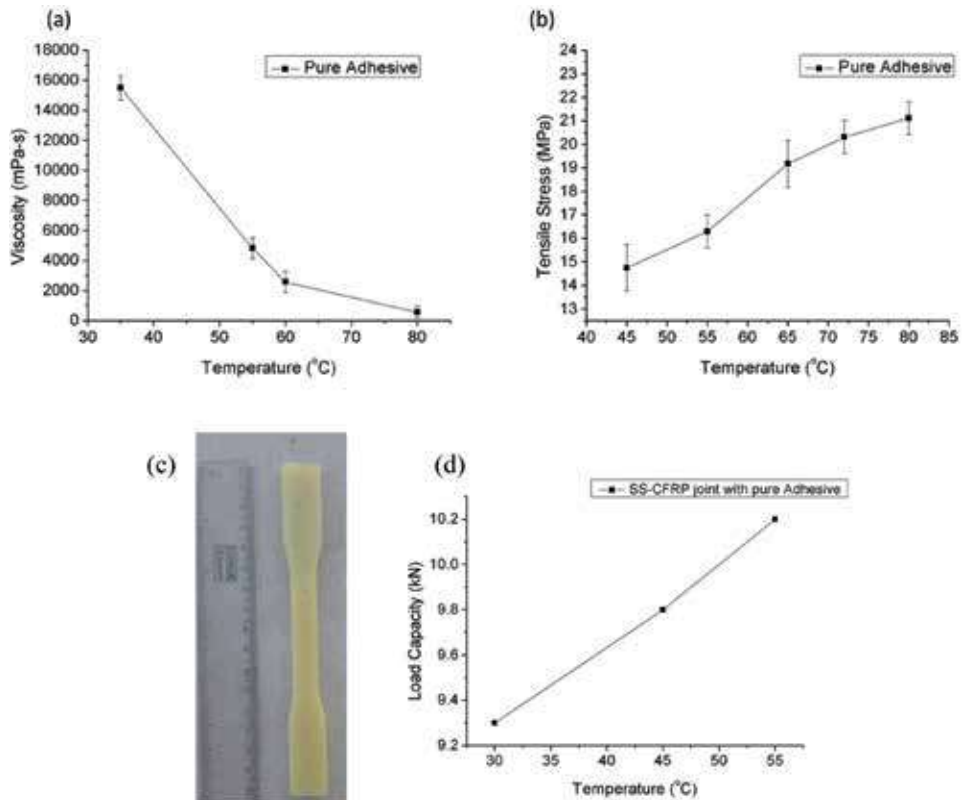 (a)
Pure Adhesive
Viscosity (mPa-s)
18000
16000
14000
12000
10000
8000
6000
4000
2000
0
30 40 50 60 70 80
Temperature (°C)
(b)
Pure Adhesive
Tensile Stress (MPa)
24
23
22
21
20
19
18
17
16
15
14
13
40 45 50 55 60 65 70 75 80 85
Temperature (°C)
(c)
(d)
SS-CFRP joint with pure Adhesive
Load Capacity (kN)
10.2
10.0
9.8
9.6
9.4
9.2
30 35 40 45 50 55
Temperature (°C)